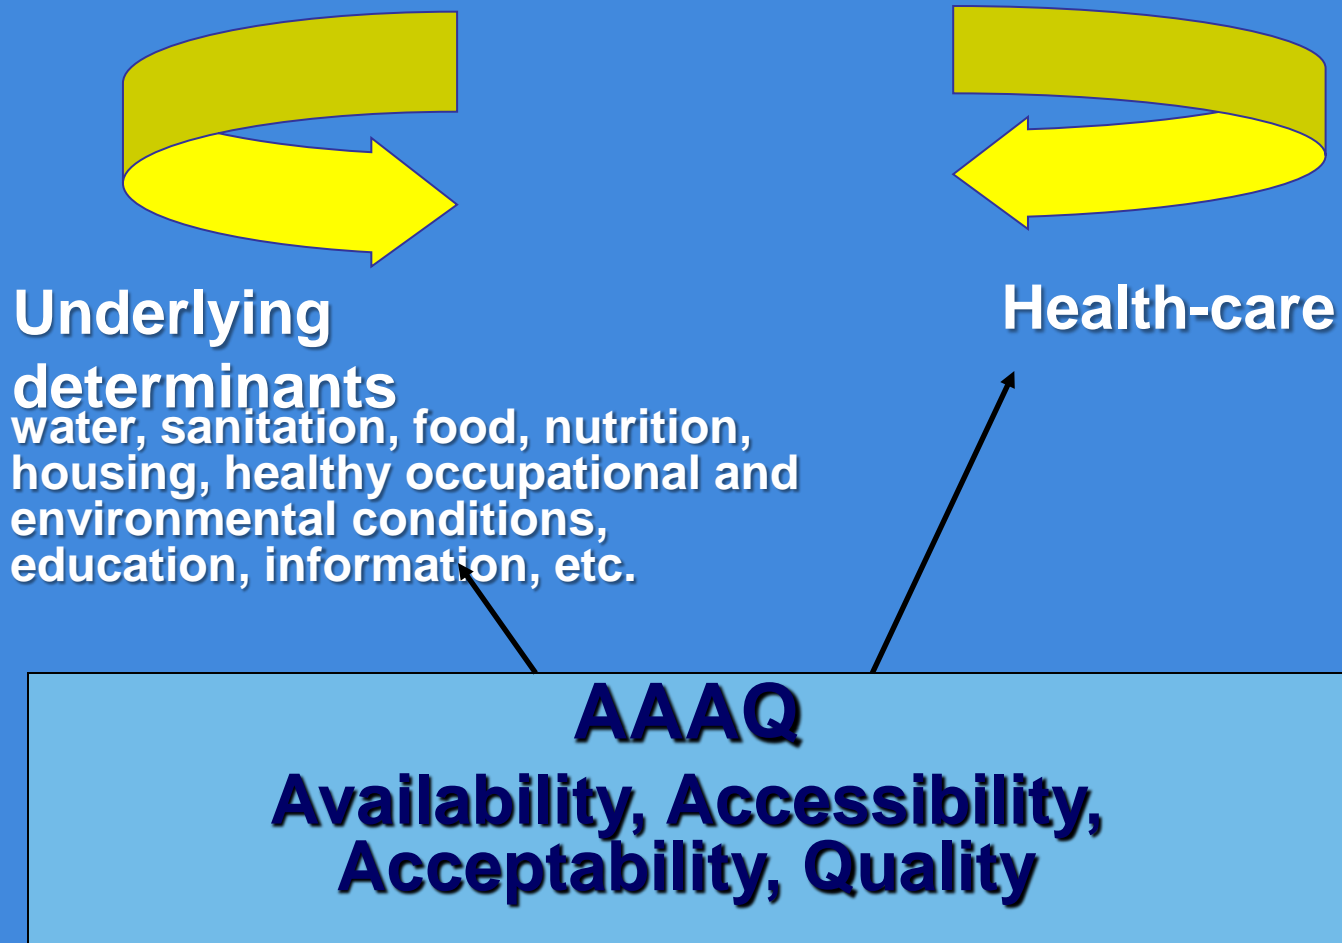 Underlying
determinants
water, sanitation, food, nutrition,
housing, healthy occupational and
environmental conditions,
education, information, etc.
Health-care
AAAQ
Availability, Accessibility,
Acceptability, Quality